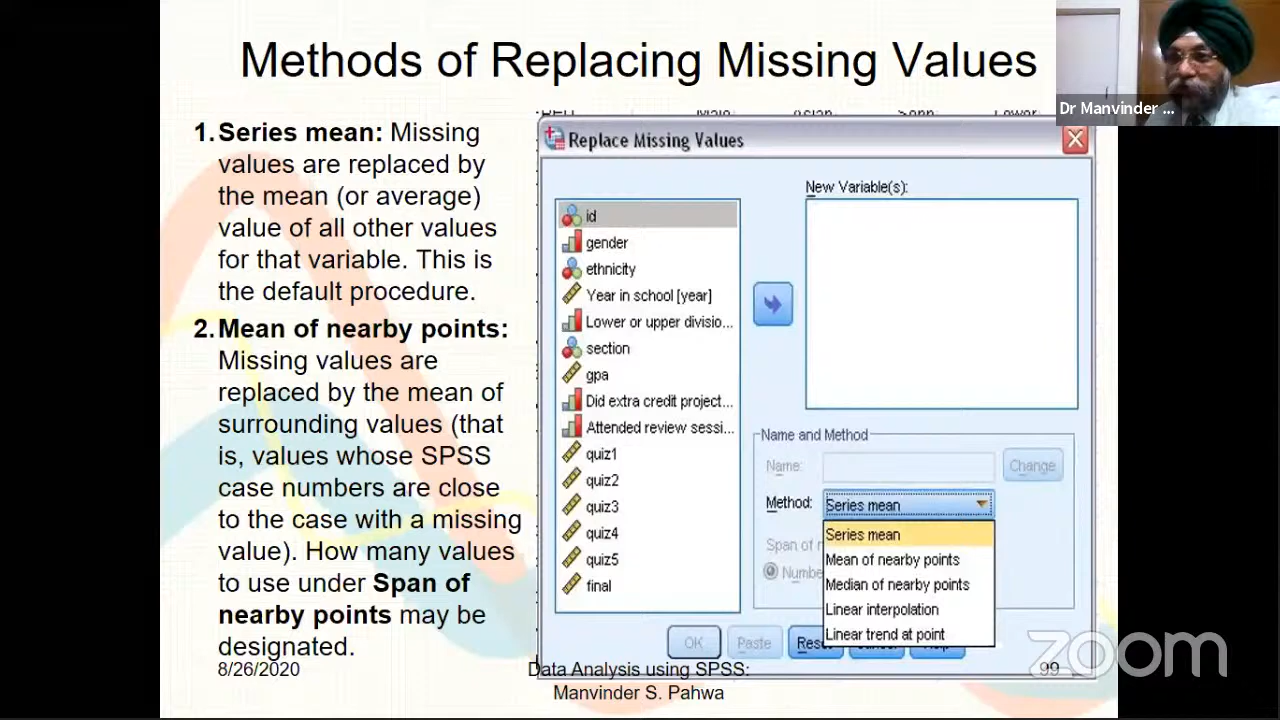 Methods of Replacing Missing Values
Dr Manvinder ...
1. Series mean: Missing
values are replaced by
the mean (or average)
value of all other values
for that variable. This is
the default procedure.
2. Mean of nearby points:
Missing values are
replaced by the mean of
surrounding values (that
is, values whose SPSS
case numbers are close
to the case with a missing
value). How many values
to use under Span of
nearby points may be
designated.
Replace Missing Values
id
gender
ethnicity
Year in school [year]
Lower or upper divisio...
section
gpa
Did extra credit project...
Attended review sessi...
quiz1
quiz2
quiz3
quiz4
quiz5
final
New Variable(s):
Name and Method
Name:
Change
Method:
Series mean
Series mean
Mean of nearby points
Median of nearby points
Linear interpolation
Linear trend at point
Span of
OK
Paste
8/26/2020
Data Analysis using SPSS:
Manvinder S. Pahwa
99
zoom